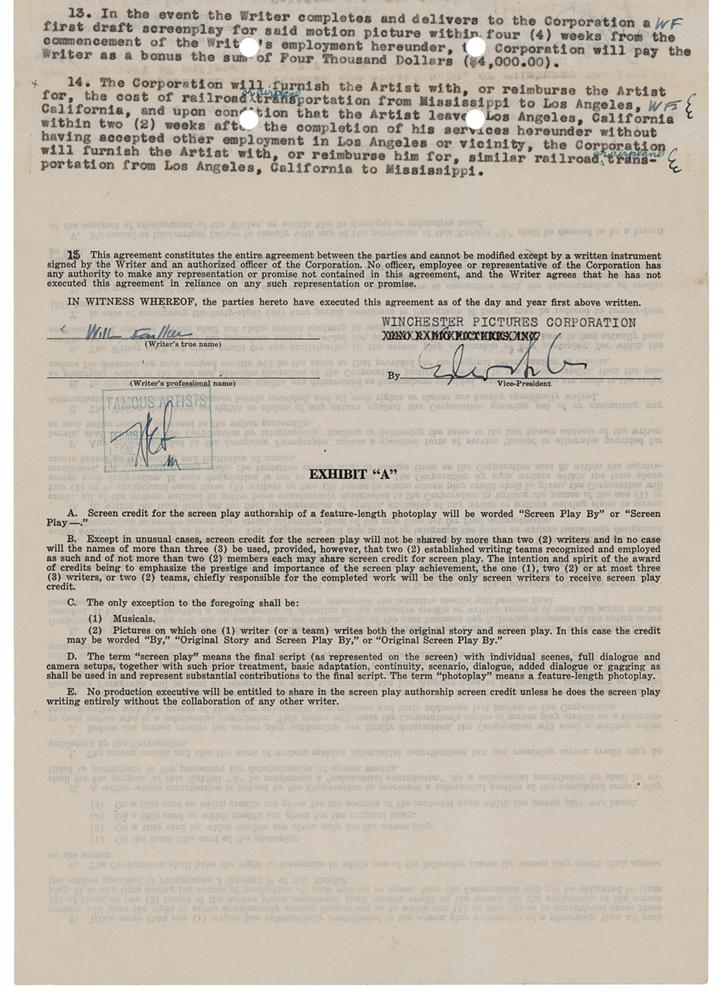 13. In the event the Writer completes and delivers to the Corporation a WF
first draft screenplay for said motion picture within four (4) weeks from the
commencement of the Writ 's employment hereunder, Corporation will pay the
Writer as a bonus the sum of Four Thousand Dollars ($4,000.00).
14. The Corporation will furnish the Artist with, or reimburse the Artist
or airplane
for, the cost of railroad transportation from Mississippi to Los Angeles, WF
California, and upon con tion that the Artist leave Los Angeles, California
within two (2) weeks afte the completion of his services hereunder without
having accepted other employment in Los Angeles or vicinity, the Corporation
or airplane
will furnish the Artist with, or reimburse him for, similar railroad trans-
portation from Los Angeles, California to Mississippi.
15 This agreement constitutes the entire agreement between the parties and cannot be modified except by a written instrument
signed by the Writer and an authorized officer of the Corporation. No officer, employee or representative of the Corporation has
any authority to make any representation or promise not contained in this agreement, and the Writer agrees that he has not
executed this agreement in reliance on any such representation or promise.
IN WITNESS WHEREOF, the parties hereto have executed this agreement as of the day and year first above written.
WINCHESTER PICTURES CORPORATION
(Writer's true name)
By
(Writer's professional name)
Vice-President
FAMOUS ARTISTS
EXHIBIT "A"
A. Screen credit for the screen play authorship of a feature-length photoplay will be worded "Screen Play By" or "Screen
Play —."
B. Except in unusual cases, screen credit for the screen play will not be shared by more than two (2) writers and in no case
will the names of more than three (3) be used, provided, however, that two (2) established writing teams recognized and employed
as such and of not more than two (2) members each may share screen credit for screen play. The intention and spirit of the award
of credits being to emphasize the prestige and importance of the screen play achievement, the one (1), two (2) or at most three
(3) writers, or two (2) teams, chiefly responsible for the completed work will be the only screen writers to receive screen play
credit.
C. The only exception to the foregoing shall be:
(1) Musicals.
(2) Pictures on which one (1) writer (or a team) writes both the original story and screen play. In this case the credit
may be worded "By," "Original Story and Screen Play By," or "Original Screen Play By."
D. The term "screen play" means the final script (as represented on the screen) with individual scenes, full dialogue and
camera setups, together with such prior treatment, basic adaptation, continuity, scenario, dialogue, added dialogue or gagging as
shall be used in and represent substantial contributions to the final script. The term "photoplay" means a feature-length photoplay.
E. No production executive will be entitled to share in the screen play authorship screen credit unless he does the screen play
writing entirely without the collaboration of any other writer.